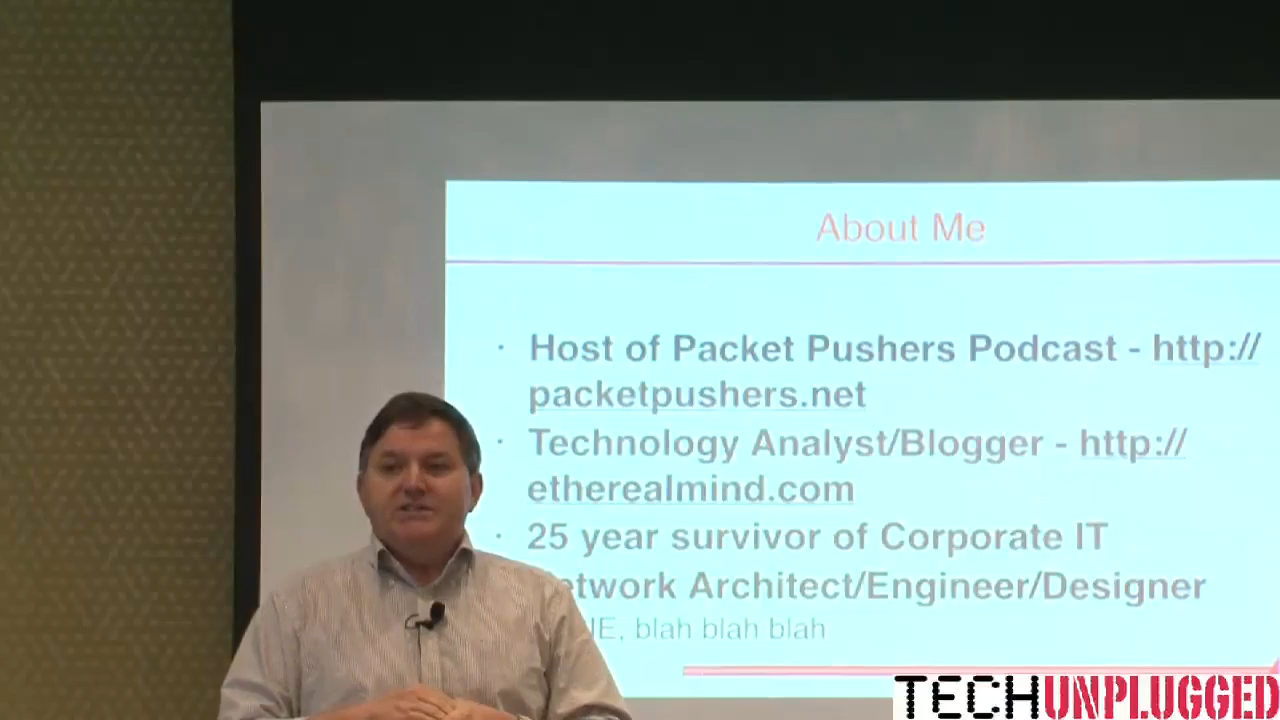 About Me
· Host of Packet Pushers Podcast - http://
packetpushers.net
· Technology Analyst/Blogger - http://
etherealmind.com
· 25 year survivor of Corporate IT
Architect/Engineer/Designer
blah blah blah
TECHUNPLUGGED